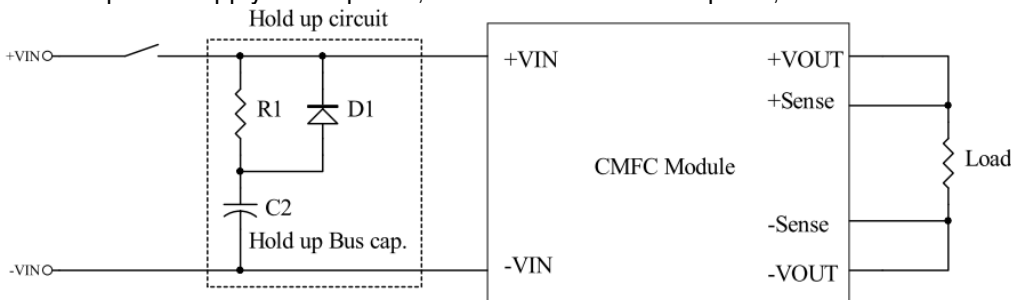 Hold up circuit
+VIN
+VIN
+VOUT
R1
D1
+Sense
CMFC Module
Load
C2
-Sense
Hold up Bus cap.
-VIN
-VIN
-VOUT